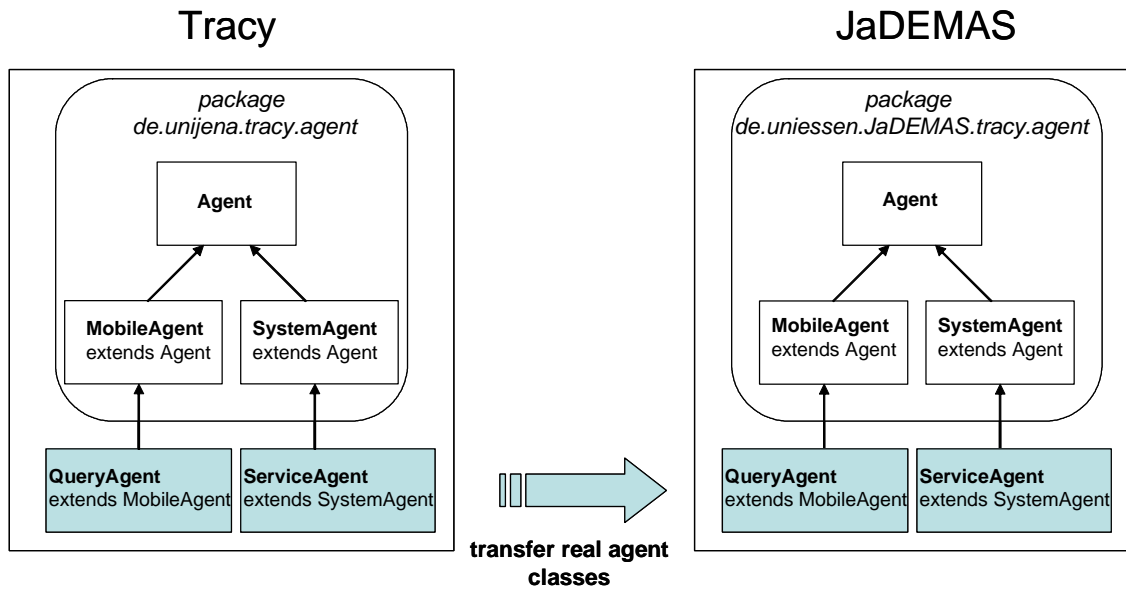 Tracy
package
de.unijena.tracy.agent
Agent
MobileAgent
extends Agent
SystemAgent
extends Agent
QueryAgent
extends MobileAgent
ServiceAgent
extends SystemAgent
transfer real agent
classes
JaDEMAS
package
de.uniessen.JaDEMAS.tracy.agent
Agent
MobileAgent
extends Agent
SystemAgent
extends Agent
QueryAgent
extends MobileAgent
ServiceAgent
extends SystemAgent